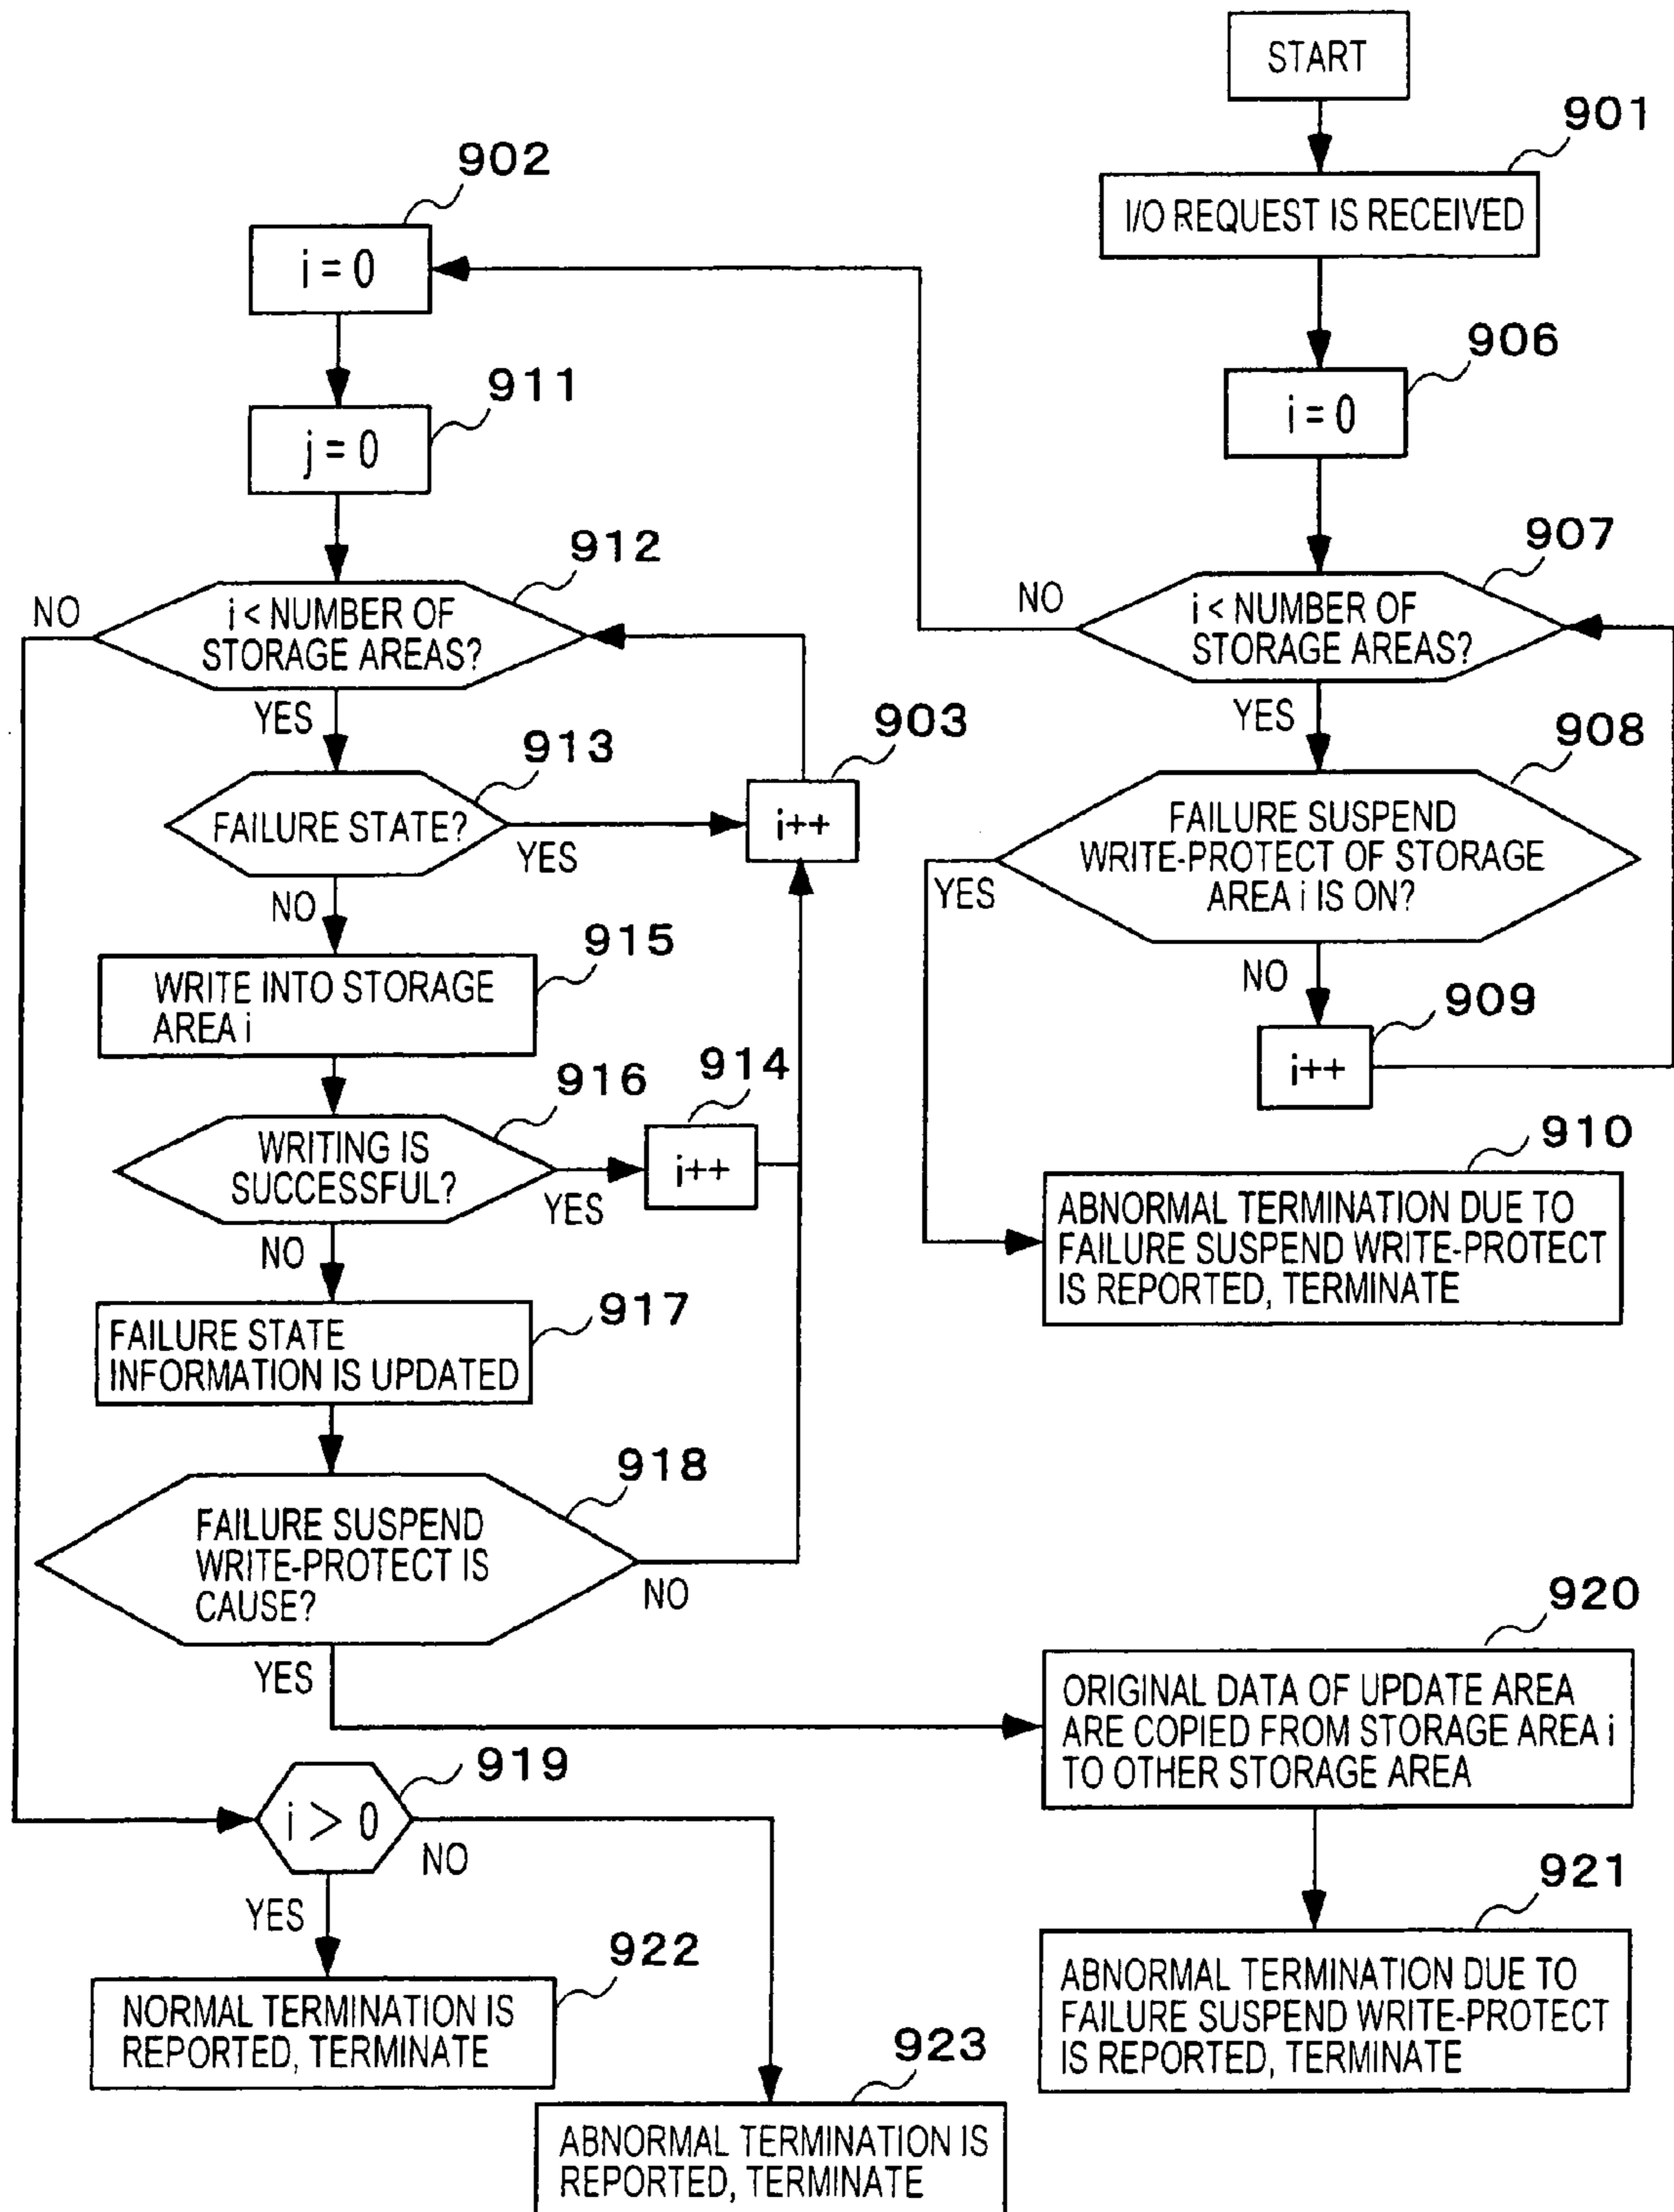 START
901
I/O REQUEST IS RECEIVED
902
i = 0
906
i = 0
911
j = 0
907
i < NUMBER OF
STORAGE AREAS?
NO
YES
912
i < NUMBER OF
STORAGE AREAS?
NO
YES
903
i++
908
FAILURE SUSPEND
WRITE-PROTECT OF STORAGE
AREA i IS ON?
YES
NO
913
FAILURE STATE?
YES
NO
909
i++
915
WRITE INTO STORAGE
AREA i
916
WRITING IS
SUCCESSFUL?
YES
NO
914
i++
910
ABNORMAL TERMINATION DUE TO
FAILURE SUSPEND WRITE-PROTECT
IS REPORTED, TERMINATE
917
FAILURE STATE
INFORMATION IS UPDATED
918
FAILURE SUSPEND
WRITE-PROTECT IS
CAUSE?
NO
YES
920
ORIGINAL DATA OF UPDATE AREA
ARE COPIED FROM STORAGE AREA i
TO OTHER STORAGE AREA
919
i > 0
NO
YES
921
ABNORMAL TERMINATION DUE TO
FAILURE SUSPEND WRITE-PROTECT
IS REPORTED, TERMINATE
922
NORMAL TERMINATION IS
REPORTED, TERMINATE
923
ABNORMAL TERMINATION IS
REPORTED, TERMINATE